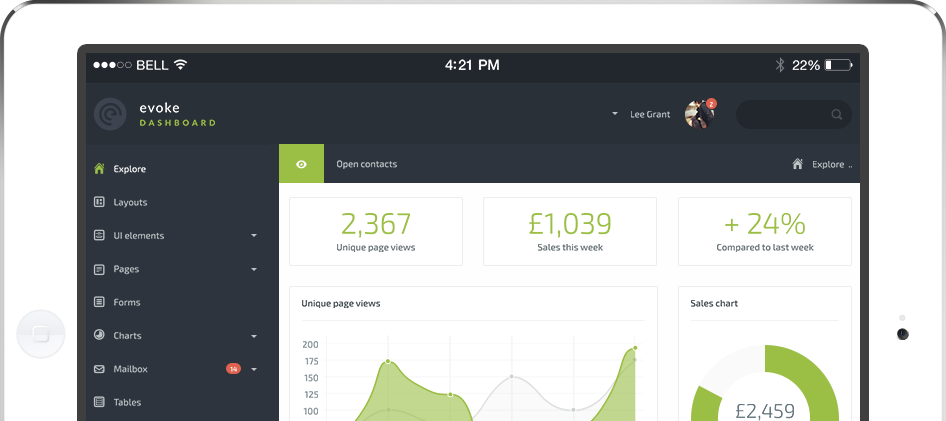 BELL
4:21 PM
22%
evoke
DASHBOARD
Lee Grant
2
Explore
Layouts
UI elements
Pages
Forms
Charts
Mailbox
14
Tables
Open contacts
Explore ..
2,367
Unique page views
£1,039
Sales this week
+ 24%
Compared to last week
Unique page views
200
175
150
125
100
Sales chart
£2,459